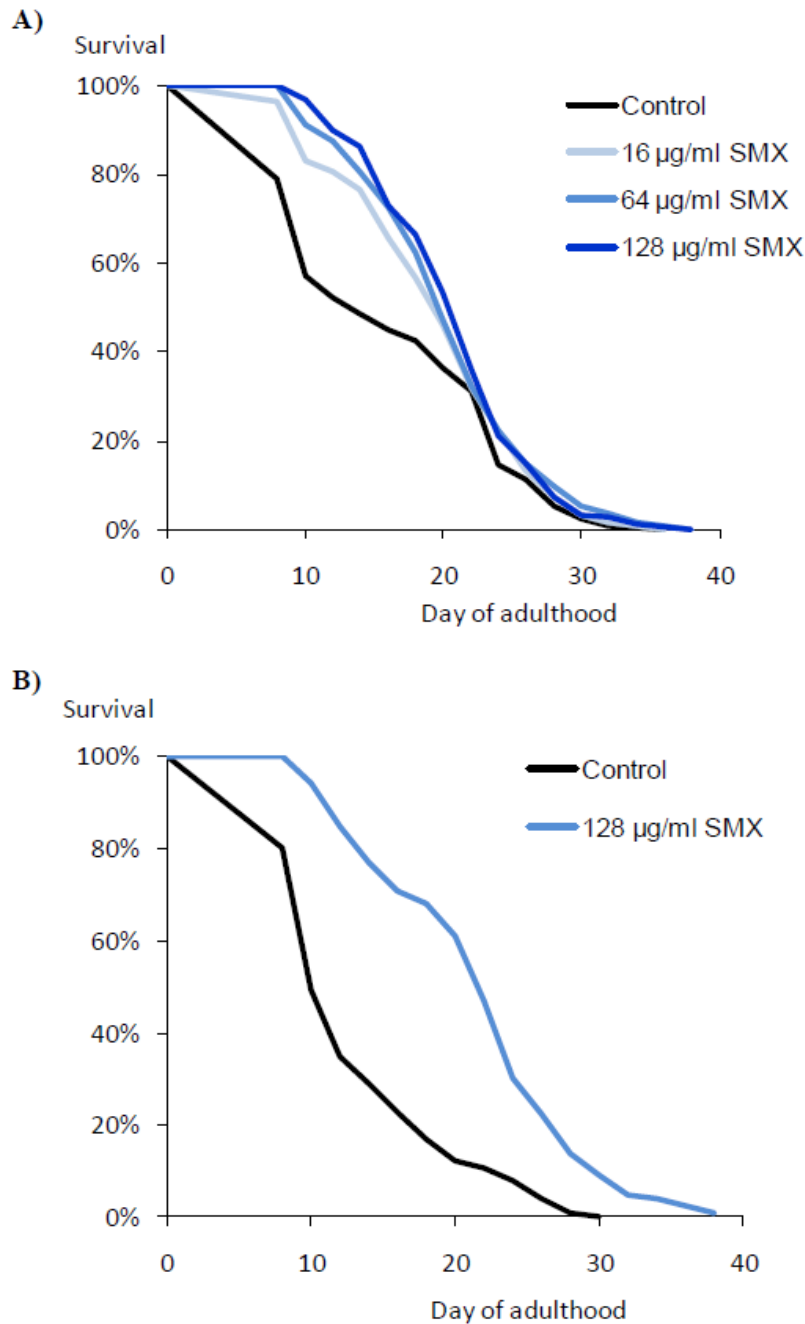 A)
Survival
100%
80%
60%
40%
20%
0%
0 10 20 30 40
Day of adulthood
Control
16 µg/ml SMX
64 µg/ml SMX
128 µg/ml SMX
B)
Survival
100%
80%
60%
40%
20%
0%
0 10 20 30 40
Day of adulthood
Control
128 µg/ml SMX